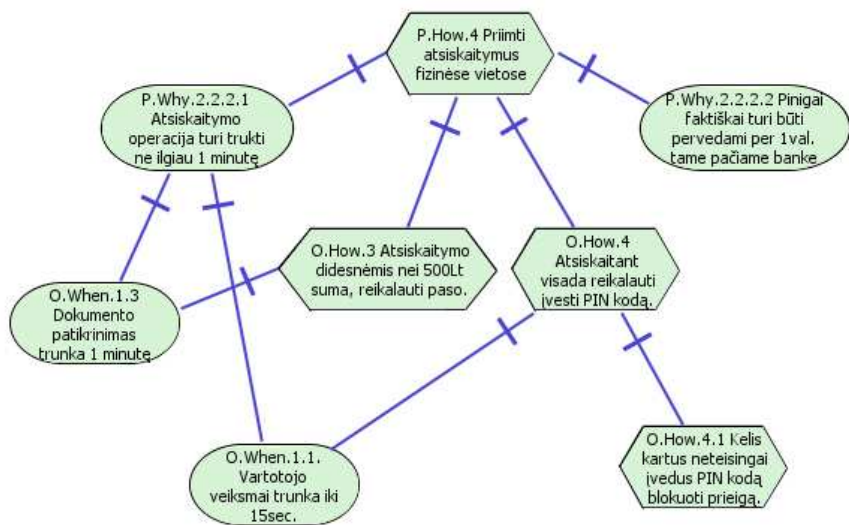 P.How.4 Priimti
atsiskaitymus
fizinėse vietose
P.Why.2.2.2.1
Atsiskaitymo
operacija turi trukti
ne ilgiau 1 minutę
P.Why.2.2.2.2 Pinigai
faktiškai turi būti
pervedami per 1val.
tame pačiame banke
O.How.3 Atsiskaitymo
didesnėmis nei 500Lt
suma, reikalauti paso.
O.How.4
Atsiskaitant
visada reikalauti
įvesti PIN kodą.
O.When.1.3
Dokumento
patikrinimas
trunka 1 minutę
O.When.1.1.
Vartotojo
veiksmai trunka iki
15sec.
O.How.4.1 Kelis
kartus neteisingai
įvedus PIN kodą
blokuoti prieigą.